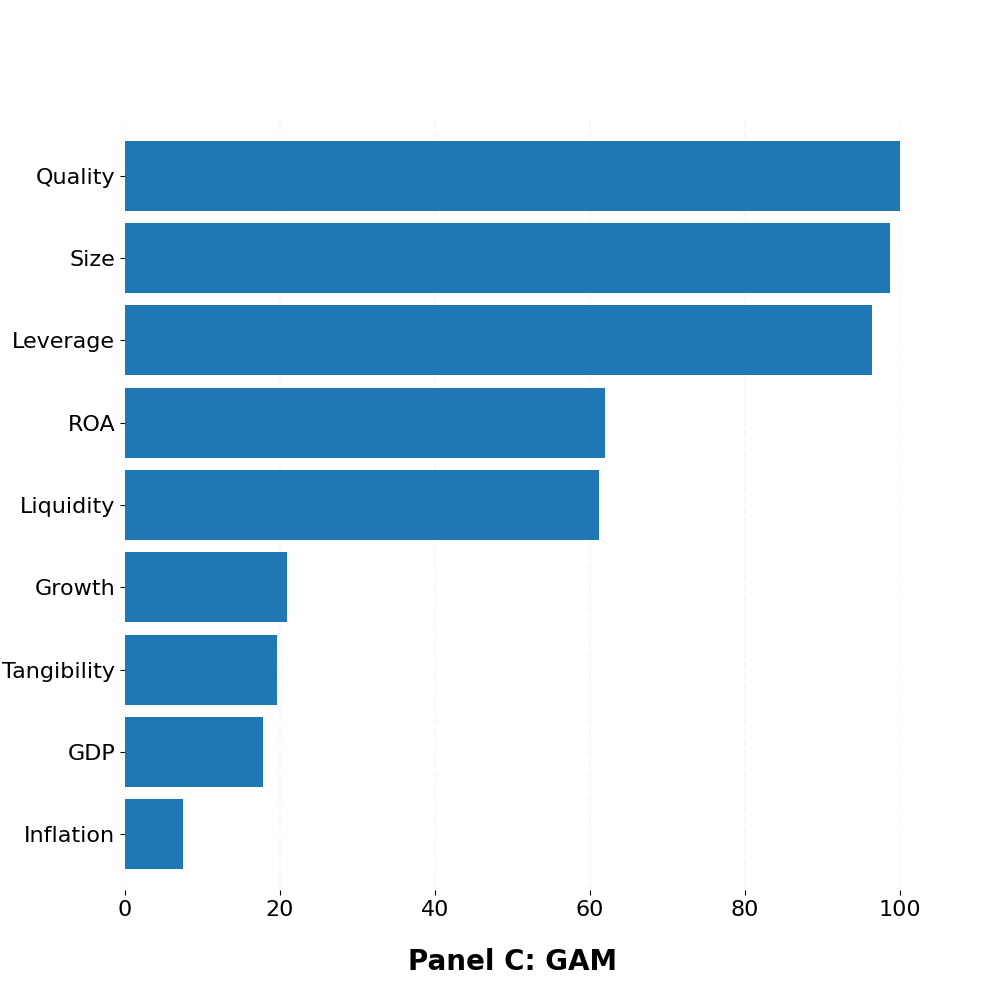 Quality
Size
Leverage
ROA
Liquidity
Growth
Tangibility
GDP
Inflation
0 20 40 60 80 100
Panel C: GAM